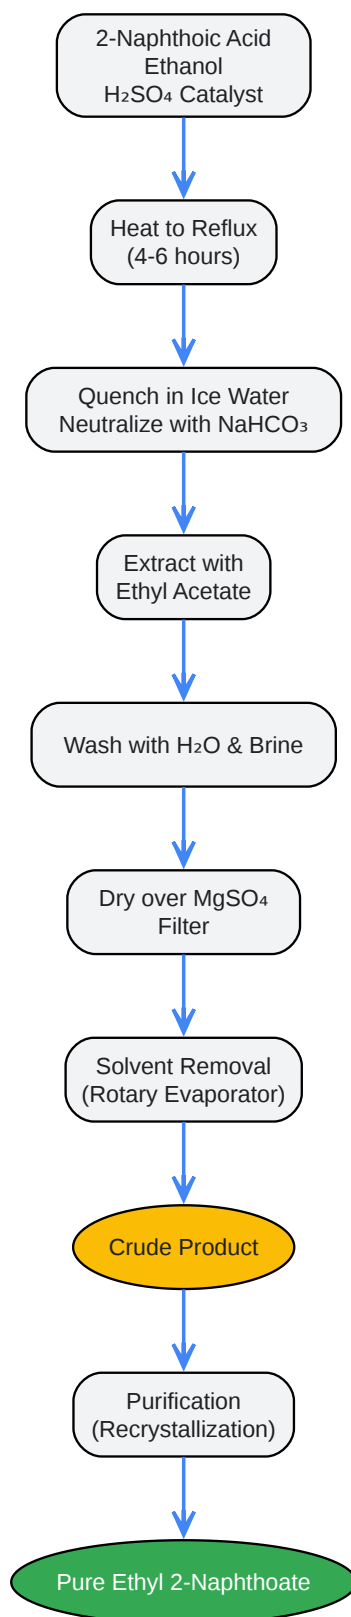 2-Naphthoic Acid
Ethanol
H₂SO₄ Catalyst
Heat to Reflux
(4-6 hours)
Quench in Ice Water
Neutralize with NaHCO₃
Extract with
Ethyl Acetate
Wash with H₂O & Brine
Dry over MgSO₄
Filter
Solvent Removal
(Rotary Evaporator)
Crude Product
Purification
(Recrystallization)
Pure Ethyl 2-Naphthoate